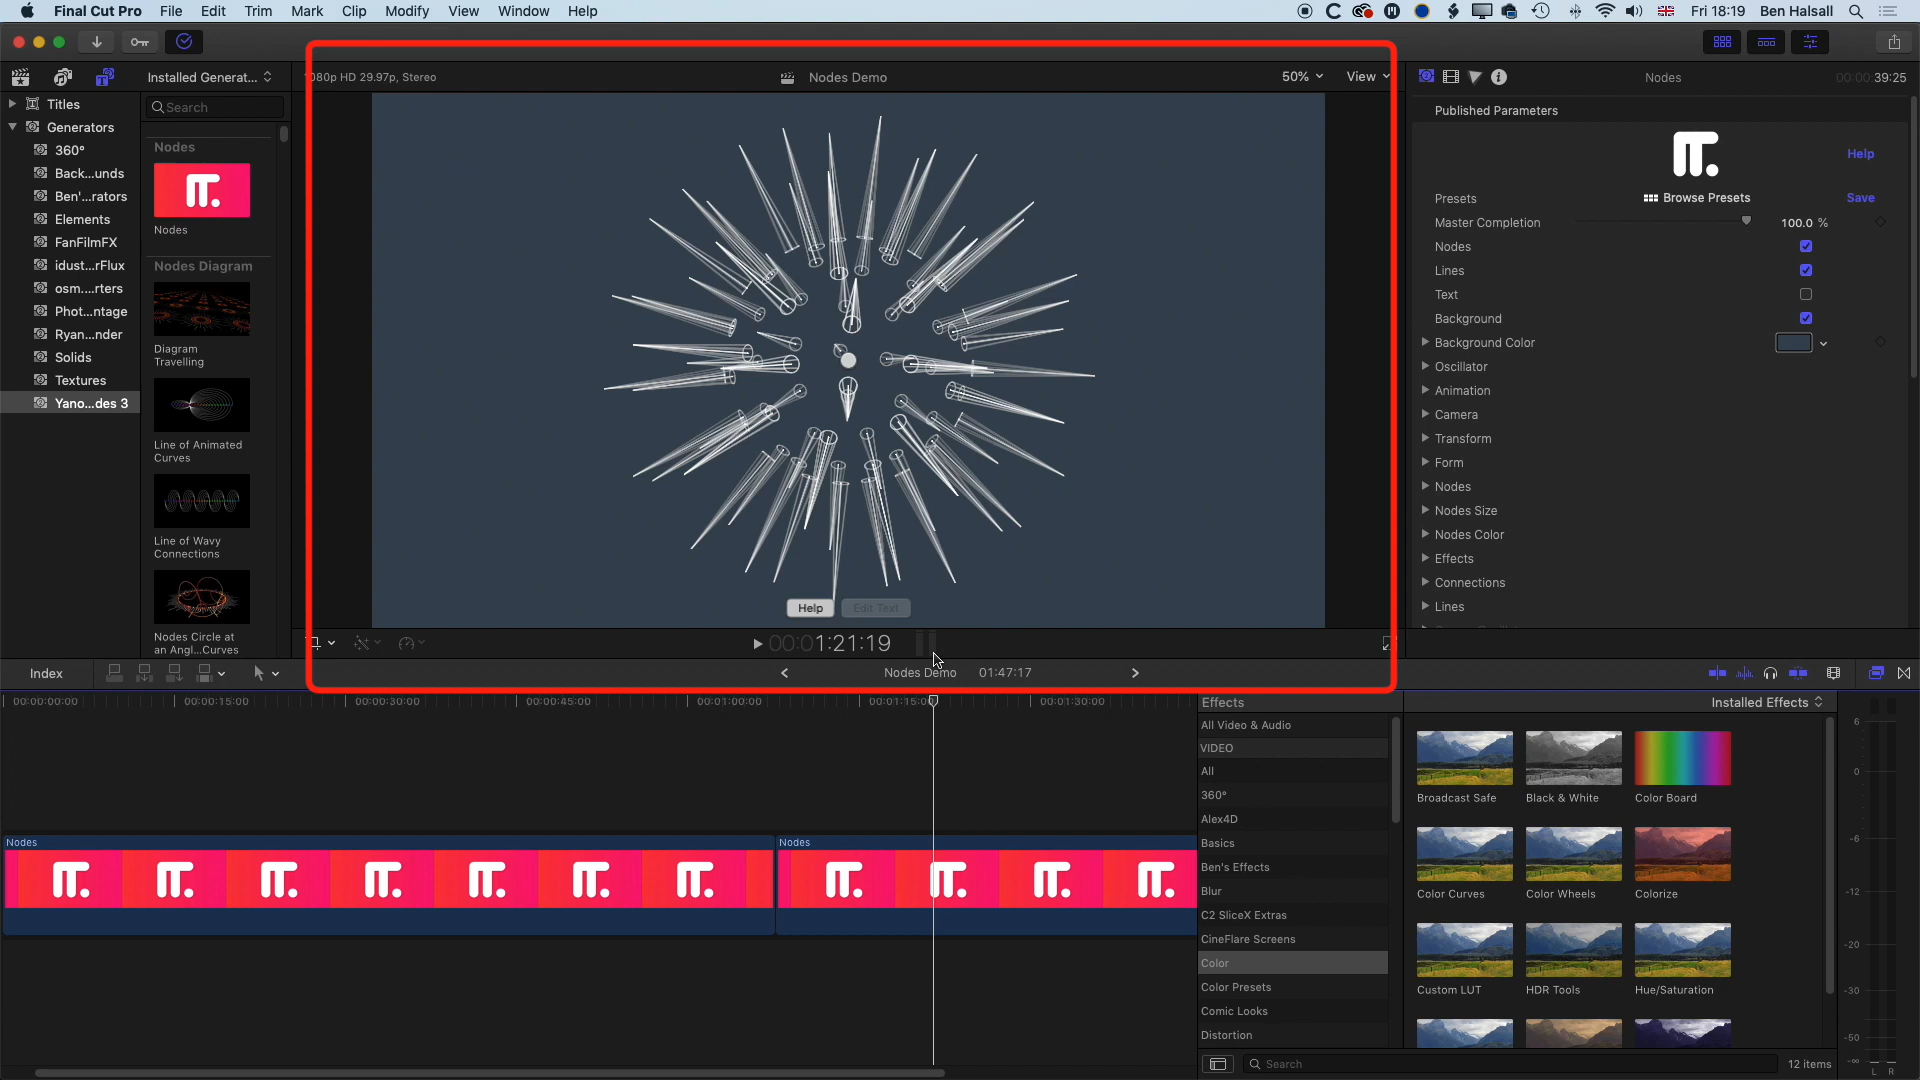 Final Cut Pro File Edit Trim Mark Clip Modify View Window Help
Fri 18:19 Ben Halsall
Installed Generat...
Search
Titles
Generators
360°
Back...unds
Ben'...rators
Elements
FanFilmFX
idust...rFlux
osm....rters
Phot...ntage
Ryan...nder
Solids
Textures
Yano...des 3
Nodes
Nodes
Nodes Diagram
Diagram
Travelling
Line of Animated
Curves
Line of Wavy
Connections
Nodes Circle at
an Angl...Curves
1080p HD 29.97p, Stereo
Nodes Demo
50%
View
Help
Edit Text
00:01:21:19
Nodes
00:00:39:25
Published Parameters
Help
Presets
Browse Presets
Save
Master Completion
100.0 %
Nodes
Lines
Text
Background
Background Color
Oscillator
Animation
Camera
Transform
Form
Nodes
Nodes Size
Nodes Color
Effects
Connections
Lines
Index
Nodes Demo
01:47:17
00:00:00:00
00:00:15:00
00:00:30:00
00:00:45:00
00:01:00:00
00:01:15:00
00:01:30:00
Nodes
Nodes
Effects
Installed Effects
All Video & Audio
VIDEO
All
360°
Alex4D
Basics
Ben's Effects
Blur
C2 SliceX Extras
CineFlare Screens
Color
Color Presets
Comic Looks
Distortion
Broadcast Safe
Black & White
Color Board
Color Curves
Color Wheels
Colorize
Custom LUT
HDR Tools
Hue/Saturation
Search
12 items
6
0
-6
-12
-20
-30
-50
-∞
L R